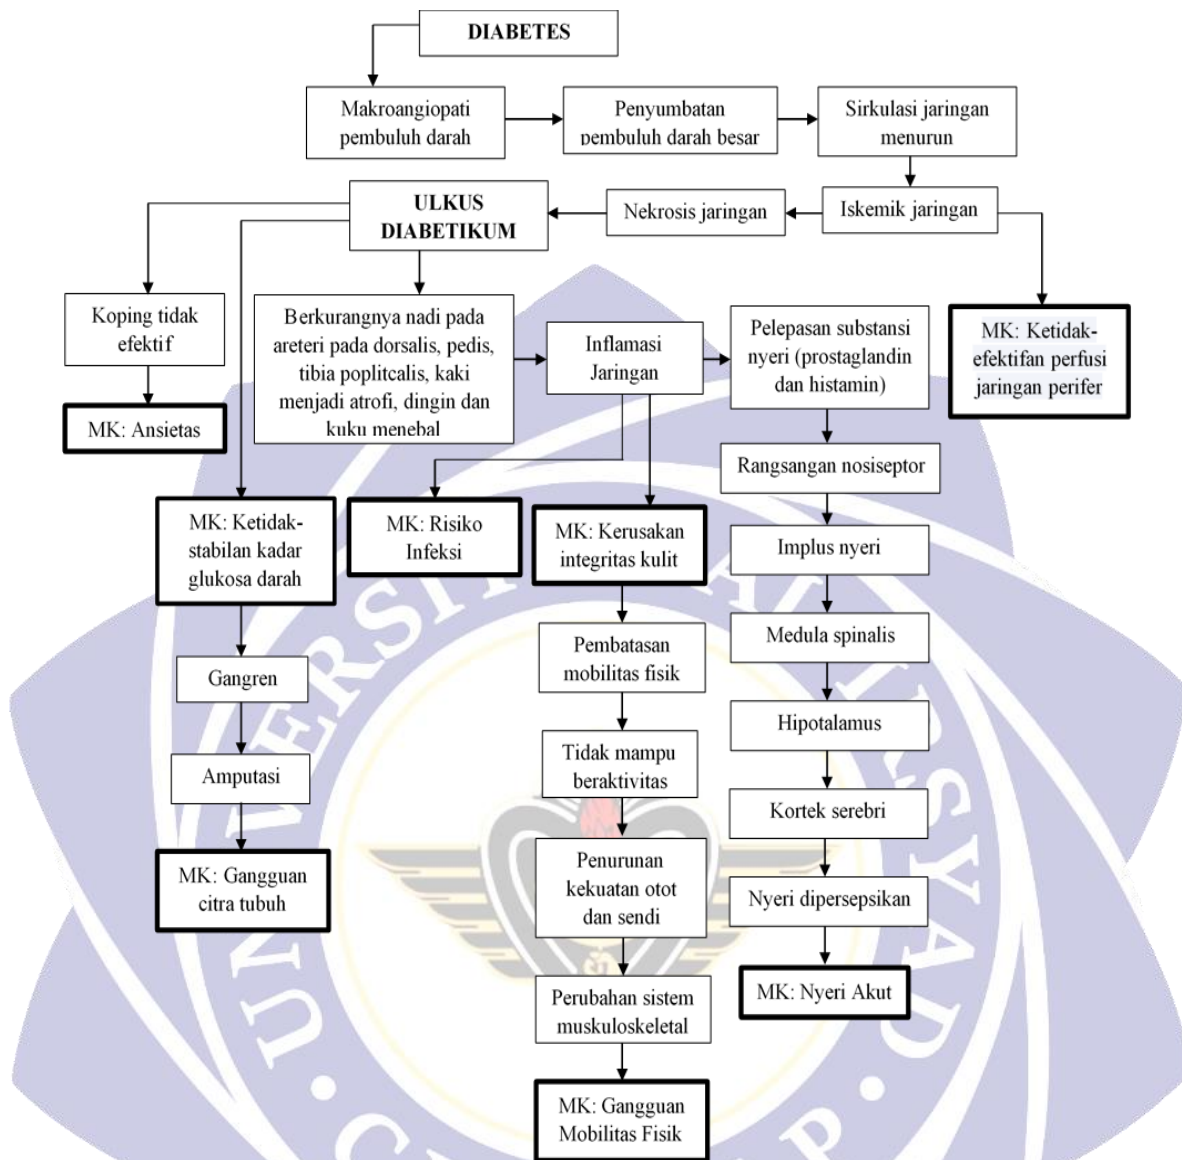 DIABETES
Makroangiopati
pembuluh darah
Penyumbatan
pembuluh darah besar
Sirkulasi jaringan
menurun
ULKUS
DIABETIKUM
Nekrosis jaringan
Iskemik jaringan
Koping tidak
efektif
Berkurangnya nadi pada
areteri pada dorsalis, pedis,
tibia poplitcalis, kaki
menjadi atrofi, dingin dan
kuku menebal
Inflamasi
Jaringan
Pelepasan substansi
nyeri (prostaglandin
dan histamin)
MK: Ketidak-
efektifan perfusi
jaringan perifer
MK: Ansietas
Rangsangan nosiseptor
MK: Ketidak-
stabilan kadar
glukosa darah
MK: Risiko
Infeksi
MK: Kerusakan
integritas kulit
Implus nyeri
Gangren
Pembatasan
mobilitas fisik
Medula spinalis
Hipotalamus
Amputasi
Tidak mampu
beraktivitas
Kortek serebri
MK: Gangguan
citra tubuh
Penurunan
kekuatan otot
dan sendi
Nyeri dipersepsikan
Perubahan sistem
muskuloskeletal
MK: Nyeri Akut
MK: Gangguan
Mobilitas Fisik